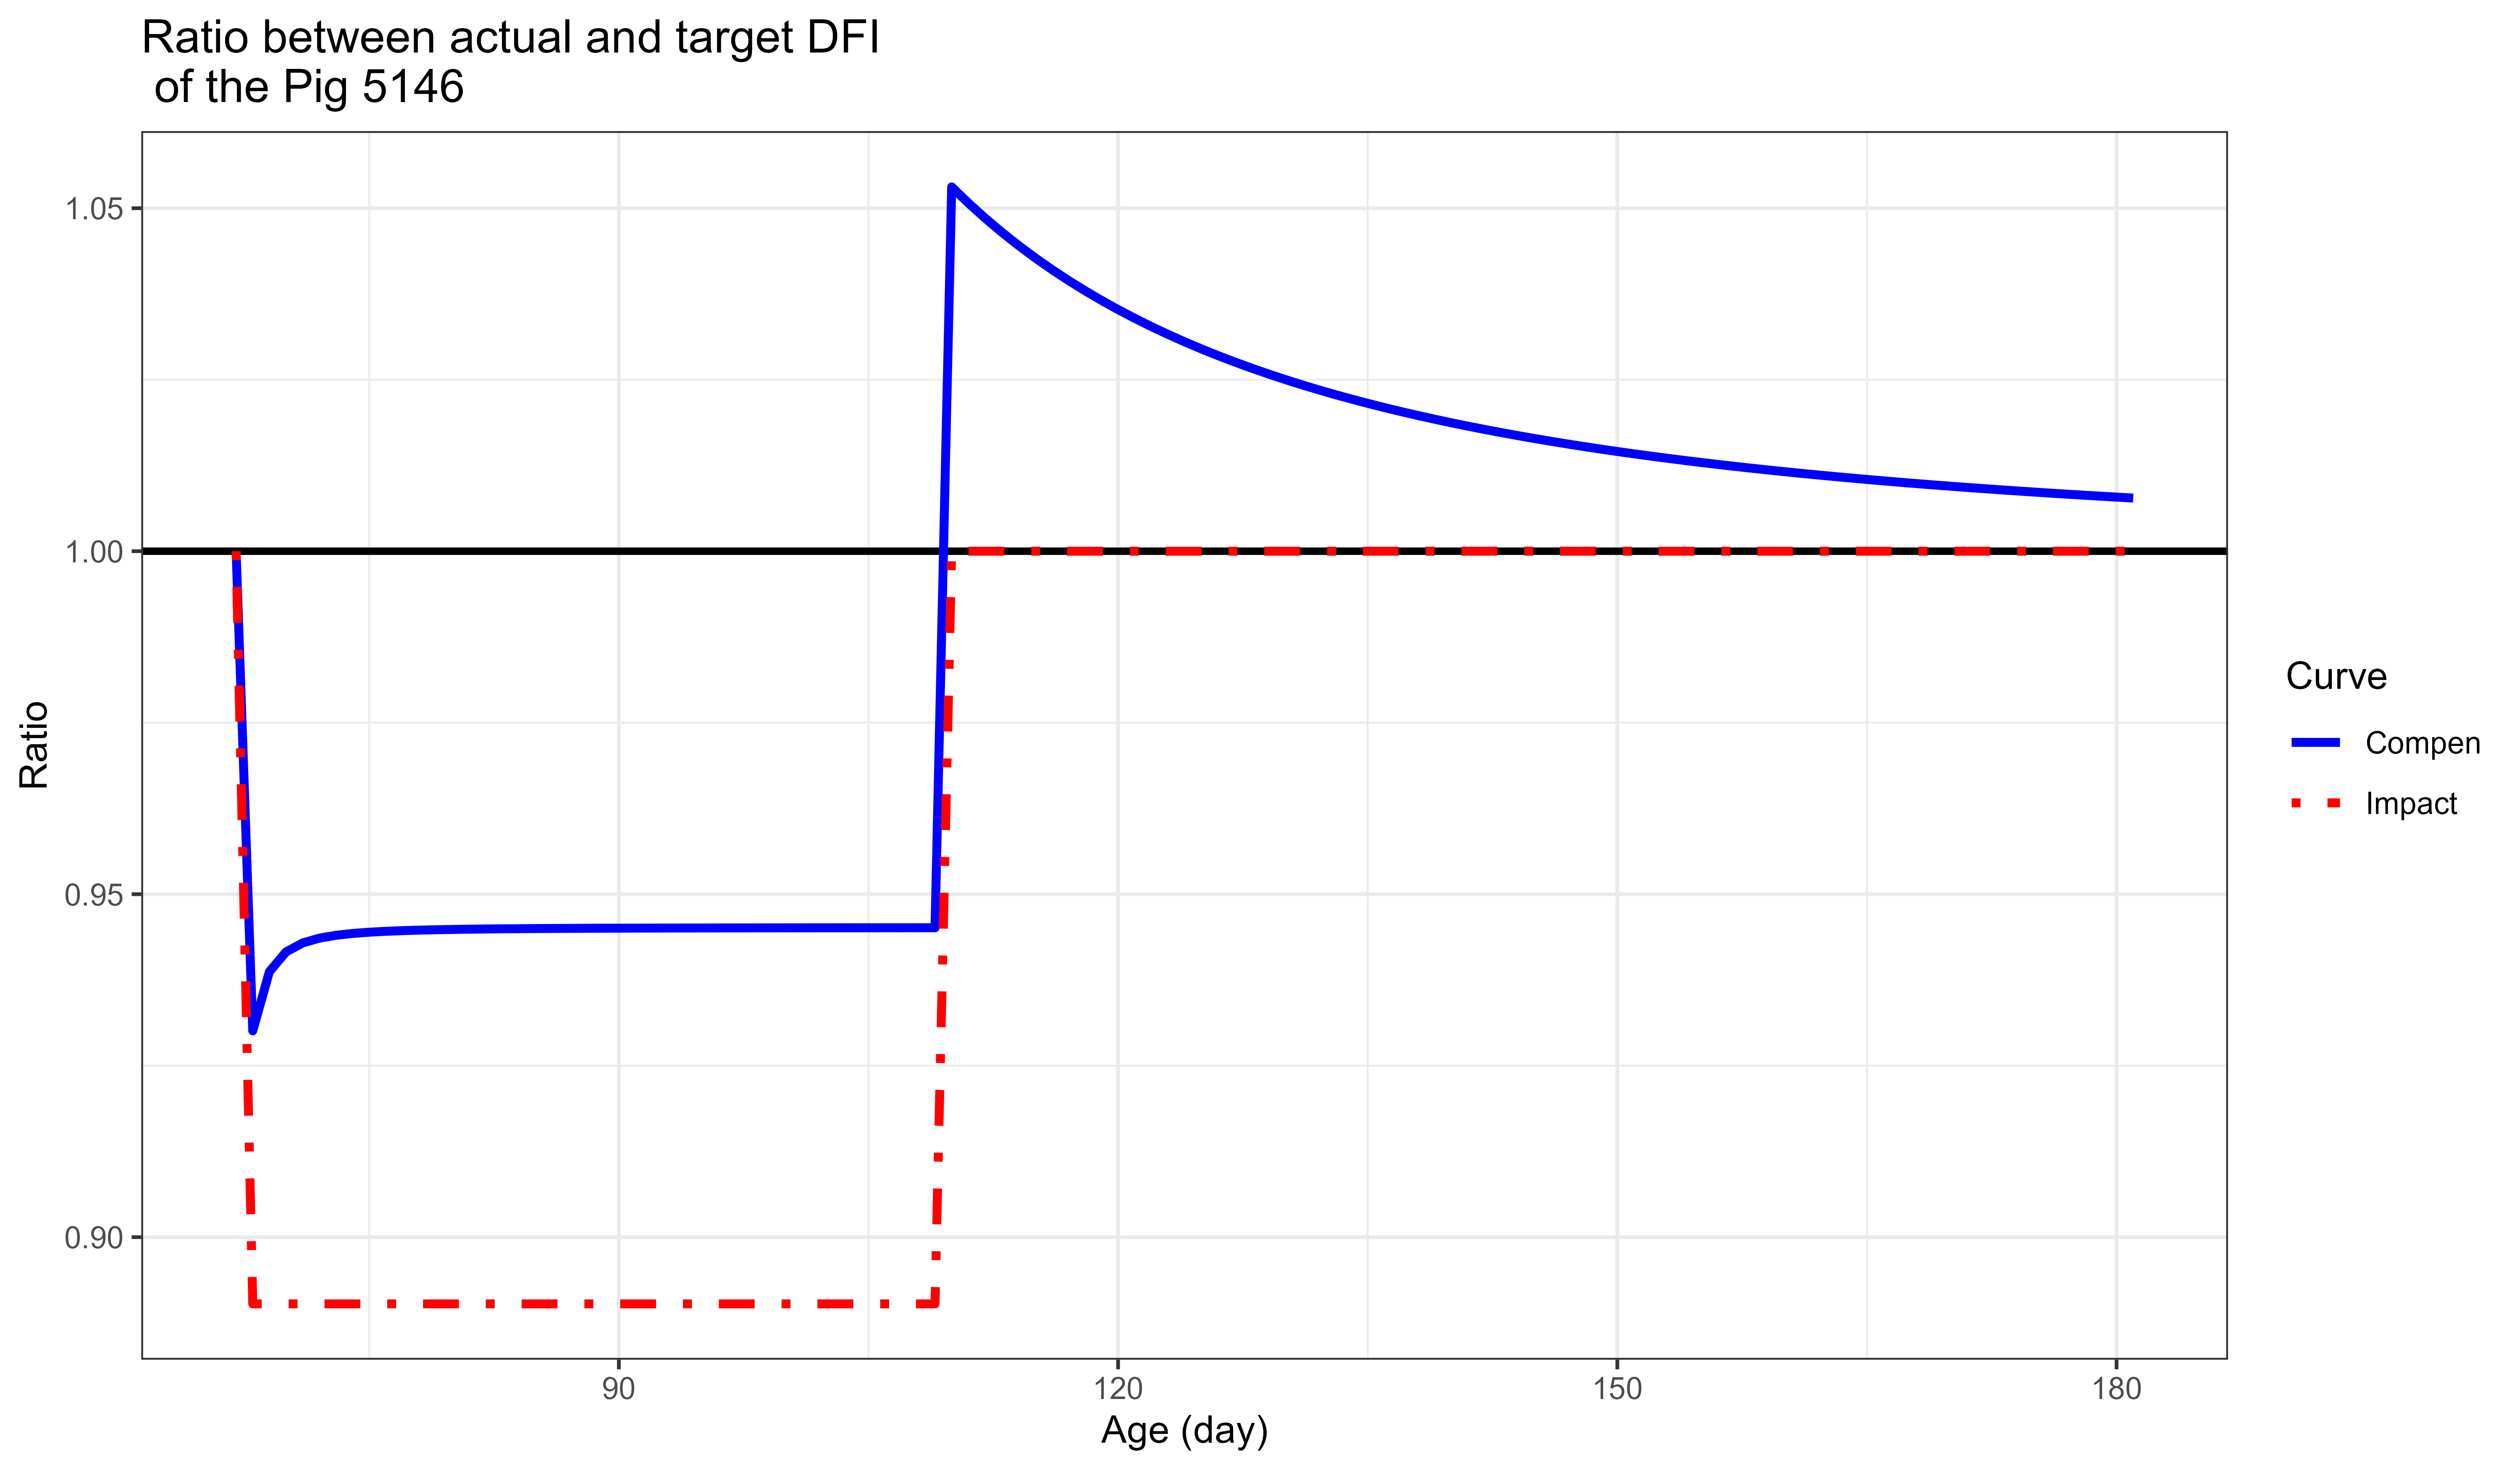 Ratio between actual and target DFI
of the Pig 5146
1.05
1.00
0.95
0.90
Ratio
90
120
150
180
Age (day)
Curve
Compen
Impact